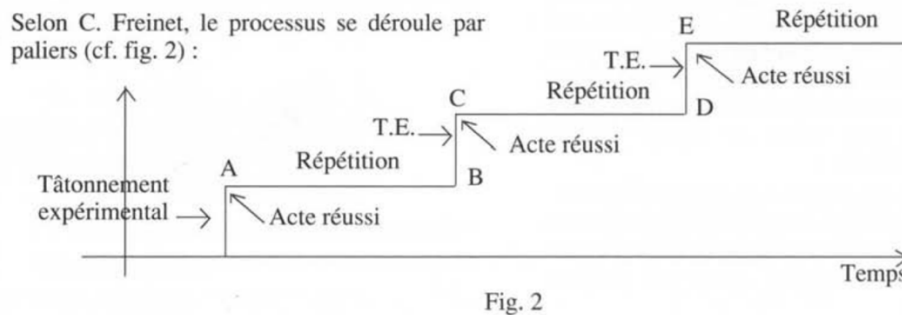 Selon C. Freinet, le processus se déroule par
paliers (cf. fig. 2) :
E
Répétition
T.E.
Acte réussi
C
Répétition
D
T.E.
Acte réussi
A
Répétition
B
Tâtonnement
expérimental
Acte réussi
Temps
Fig. 2